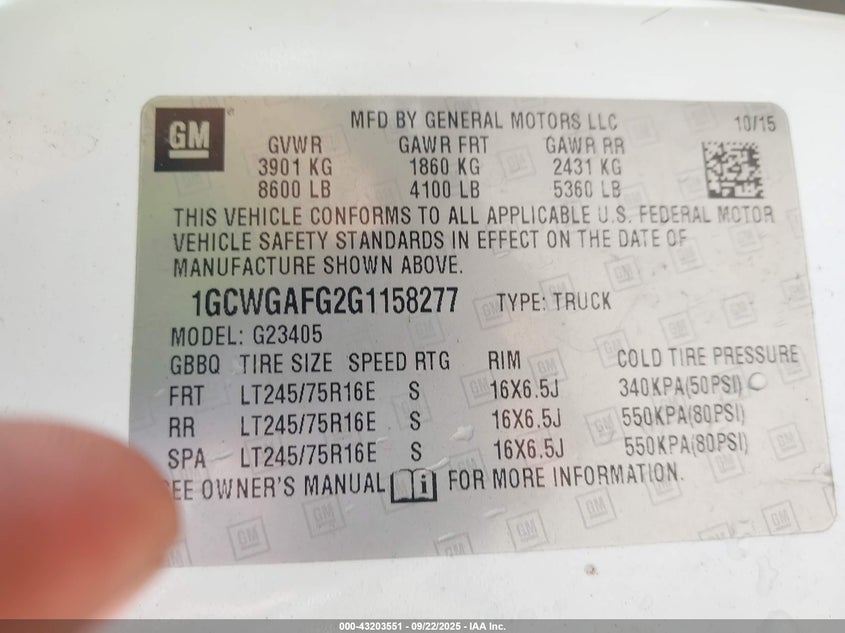 GM
MFD BY GENERAL MOTORS LLC 10/15
GVWR GAWR FRT GAWR RR
3901 KG 1860 KG 2431 KG
8600 LB 4100 LB 5360 LB
THIS VEHICLE CONFORMS TO ALL APPLICABLE U.S. FEDERAL MOTOR
VEHICLE SAFETY STANDARDS IN EFFECT ON THE DATE OF
MANUFACTURE SHOWN ABOVE.
1GCWGAFG2G1158277 TYPE: TRUCK
MODEL: G23405
GBBQ TIRE SIZE SPEED RTG RIM COLD TIRE PRESSURE
FRT LT245/75R16E S 16X6.5J 340KPA(50PSI)
RR LT245/75R16E S 16X6.5J 550KPA(80PSI)
SPA LT245/75R16E S 16X6.5J 550KPA(80PSI)
EE OWNER'S MANUAL i FOR MORE INFORMATION.
000-43203551 - 09/22/2025 - IAA Inc.